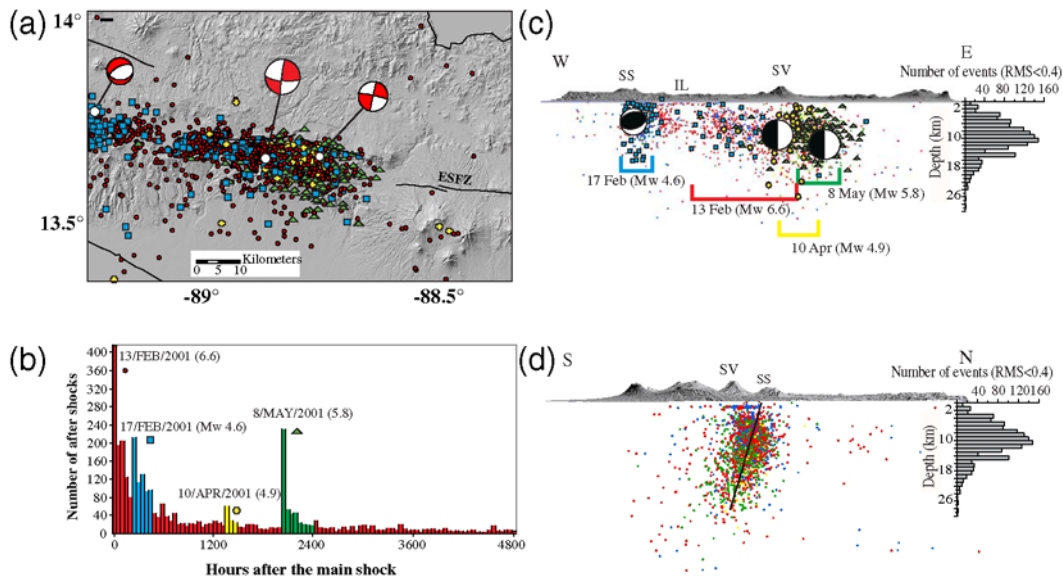 (a)
14°
13.5°
ESFZ
Kilometers
0 5 10
-89°
-88.5°
(c)
W
E
SS
IL
SV
Number of events (RMS<0.4)
40 80 120 160
2
10
18
26
Depth (km)
17 Feb (Mw 4.6)
8 May (Mw 5.8)
13 Feb (Mw 6.6).
10 Apr (Mw 4.9)
(b)
Number of after shocks
400
360
320
280
240
200
160
120
80
40
0
13/FEB/2001 (6.6)
17/FEB/2001 (Mw 4.6)
8/MAY/2001 (5.8)
10/APR/2001 (4.9)
0 1200 2400 3600 4800
Hours after the main shock
(d)
S
N
SV
SS
Number of events (RMS<0.4)
40 80 120 160
2
10
18
26
Depth (km)